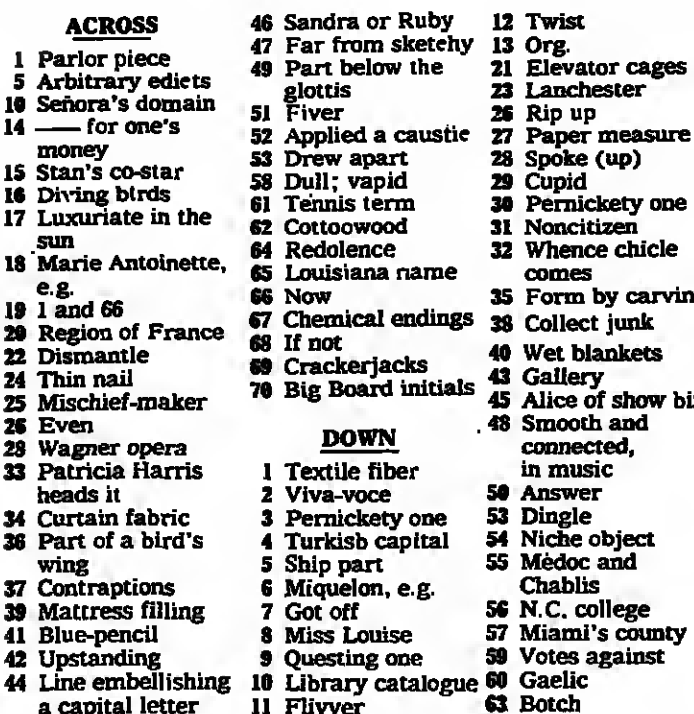 ACROSS
1 Parlor piece
5 Arbitrary edicts
10 Señora's domain
14 — for one's
money
15 Stan's co-star
16 Diving birds
17 Luxuriate in the
sun
18 Marie Antoinette,
e.g.
19 1 and 66
20 Region of France
22 Dismantle
24 Thin nail
25 Mischief-maker
26 Even
29 Wagner opera
33 Patricia Harris
heads it
34 Curtain fabric
36 Part of a bird's
wing
37 Contraptions
39 Mattress filling
41 Blue-pencil
42 Upstanding
44 Line embellishing
a capital letter
46 Sandra or Ruby
47 Far from sketchy
49 Part below the
glottis
51 Fiver
52 Applied a caustic
53 Drew apart
58 Dull; vapid
61 Tennis term
62 Cottoowood
64 Redolence
65 Louisiana name
66 Now
67 Chemical endings
68 If not
69 Crackerjacks
70 Big Board initials
DOWN
1 Textile fiber
2 Viva-voce
3 Pernickety one
4 Turkisb capital
5 Ship part
6 Miquelon, e.g.
7 Got off
8 Miss Louise
9 Questing one
10 Library catalogue
11 Flivver
12 Twist
13 Org.
21 Elevator cages
23 Lanchester
26 Rip up
27 Paper measure
28 Spoke (up)
29 Cupid
30 Pernickety one
31 Noncitizen
32 Whence chicle
comes
35 Form by carvin
38 Collect junk
40 Wet blankets
43 Gallery
45 Alice of show bi
48 Smooth and
connected,
in music
50 Answer
53 Dingle
54 Niche object
55 Médoc and
Chablis
56 N.C. college
57 Miami's county
59 Votes against
60 Gaelic
63 Botch